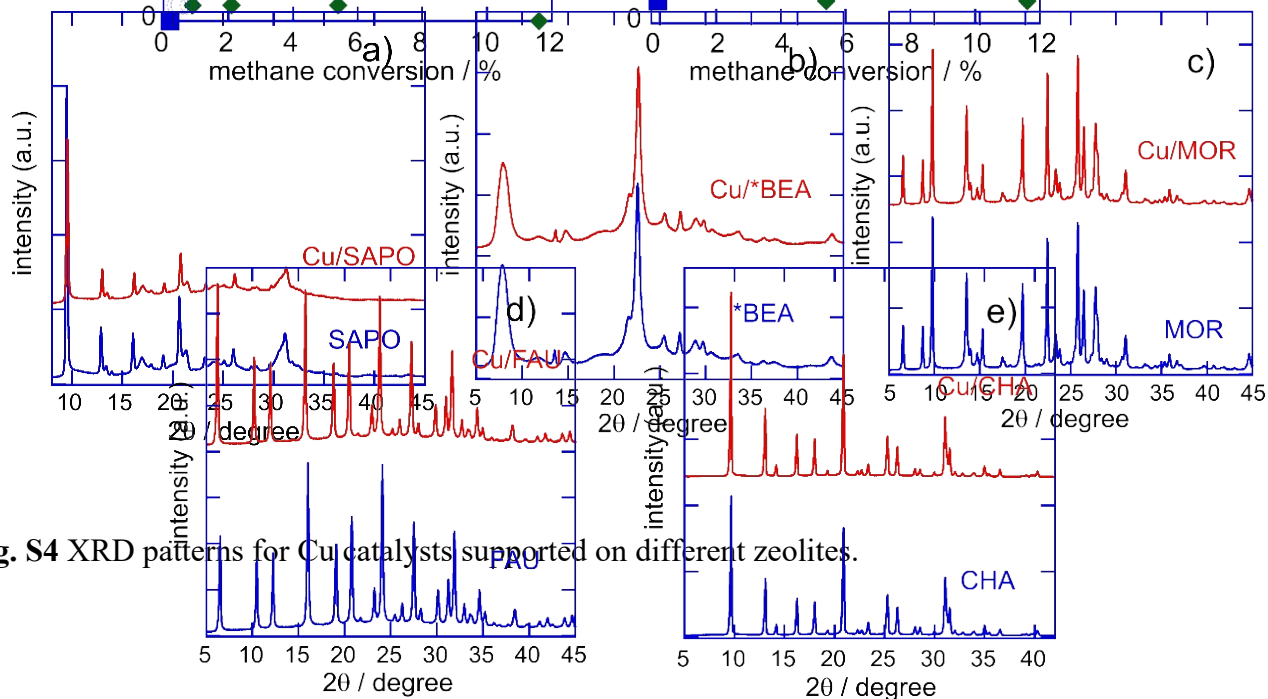 0
0
0 2 4 6 8 10 12
0 2 4 6 8 10 12
methane conversion / %
methane conversion / %
a)
b)
c)
intensity (a.u.)
intensity (a.u.)
intensity (a.u.)
Cu/SAPO
SAPO
Cu/*BEA
*BEA
Cu/MOR
MOR
10 15 20 25 30 35 40 45
5 10 15 20 25 30 35 40 45
5 10 15 20 25 30 35 40 45
2θ / degree
2θ / degree
2θ / degree
d)
e)
intensity (a.u.)
intensity (a.u.)
Cu/FAU
FAU
Cu/CHA
CHA
5 10 15 20 25 30 35 40 45
5 10 15 20 25 30 35 40
2θ / degree
2θ / degree
g. S4 XRD patterns for Cu catalysts supported on different zeolites.